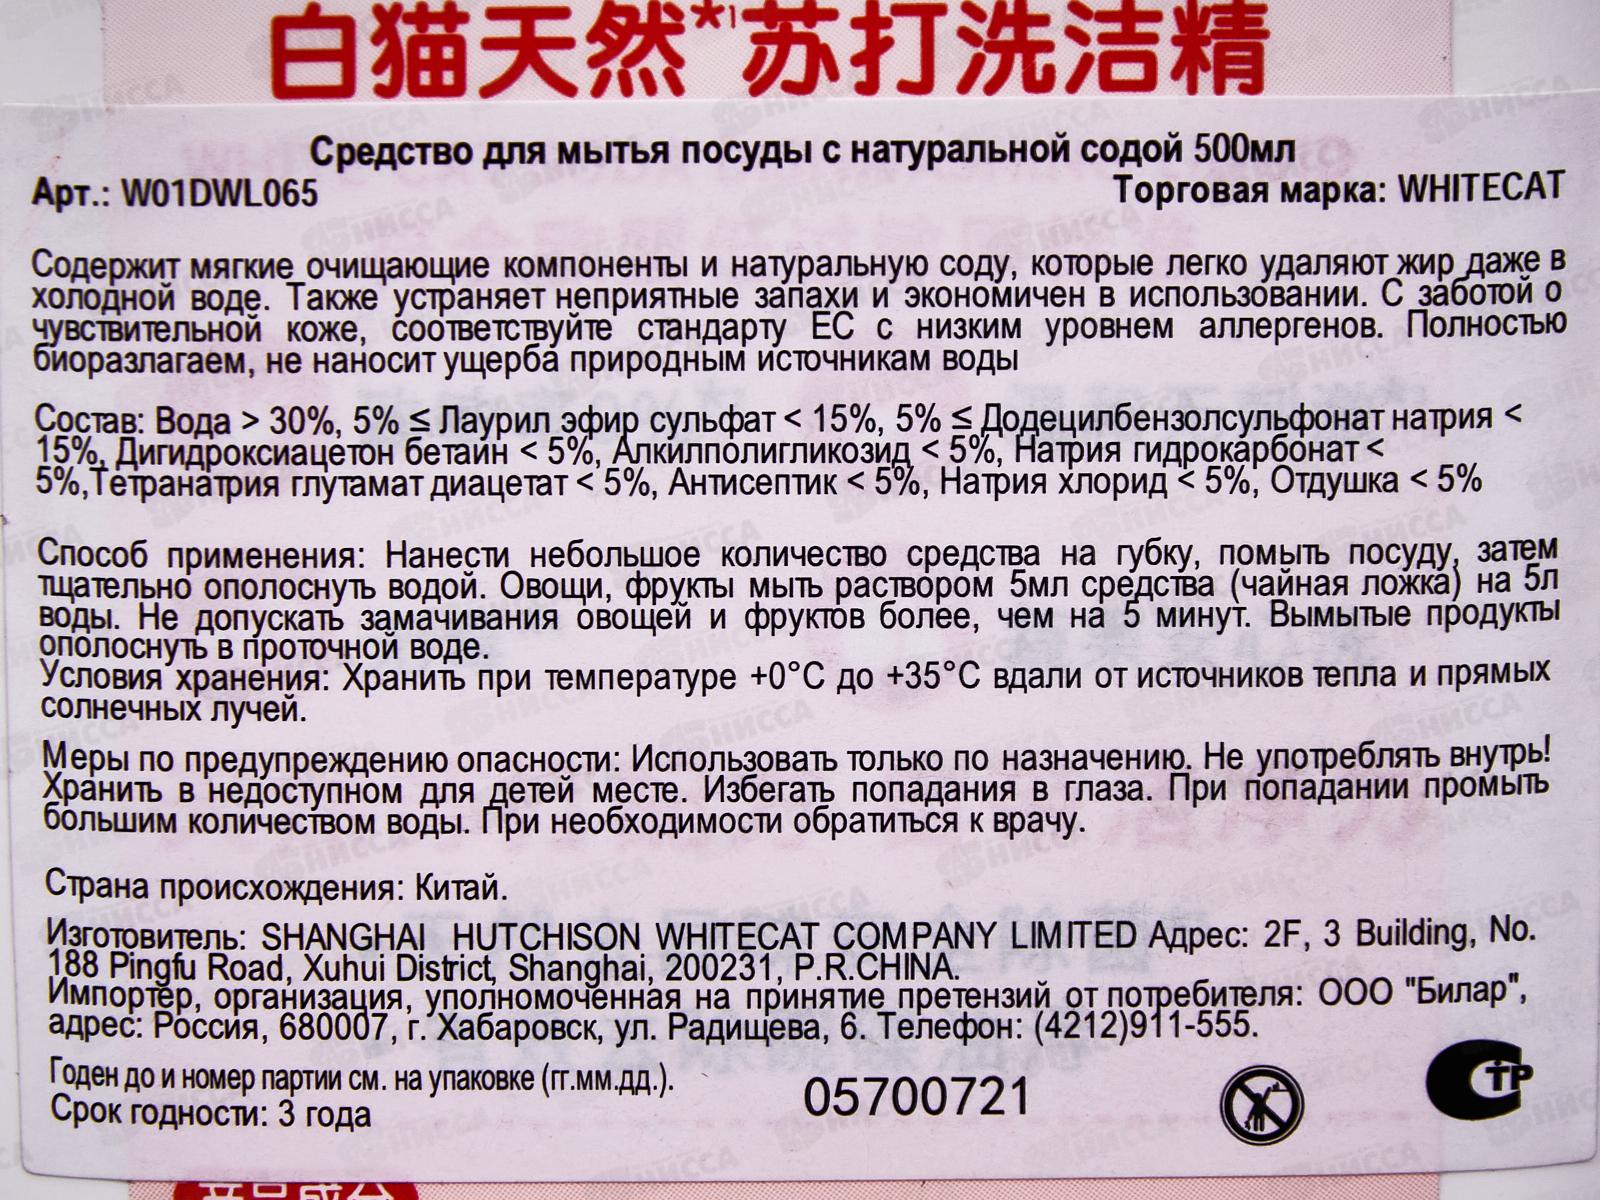 白猫天然*¹苏打洗洁精
Средство для мытья посуды с натуральной содой 500мл
Арт.: W01DWL065 Торговая марка: WHITECAT
Содержит мягкие очищающие компоненты и натуральную соду, которые легко удаляют жир даже в
холодной воде. Также устраняет неприятные запахи и экономичен в использовании. С заботой о
чувствительной коже, соответствуйте стандарту ЕС с низким уровнем аллергенов. Полностью
биоразлагаем, не наносит ущерба природным источникам воды
Состав: Вода > 30%, 5% ≤ Лаурил эфир сульфат < 15%, 5% ≤ Додецилбензолсульфонат натрия <
15%, Дигидроксиацетон бетаин < 5%, Алкилполигликозид < 5%, Натрия гидрокарбонат <
5%,Тетранатрия глутамат диацетат < 5%, Антисептик < 5%, Натрия хлорид < 5%, Отдушка < 5%
Способ применения: Нанести небольшое количество средства на губку, помыть посуду, затем
тщательно ополоснуть водой. Овощи, фрукты мыть раствором 5мл средства (чайная ложка) на 5л
воды. Не допускать замачивания овощей и фруктов более, чем на 5 минут. Вымытые продукты
ополоснуть в проточной воде.
Условия хранения: Хранить при температуре +0°C до +35°C вдали от источников тепла и прямых
солнечных лучей.
Меры по предупреждению опасности: Использовать только по назначению. Не употреблять внутрь!
Хранить в недоступном для детей месте. Избегать попадания в глаза. При попадании промыть
большим количеством воды. При необходимости обратиться к врачу.
Страна происхождения: Китай.
Изготовитель: SHANGHAI HUTCHISON WHITECAT COMPANY LIMITED Адрес: 2F, 3 Building, No.
188 Pingfu Road, Xuhui District, Shanghai, 200231, P.R.CHINA.
Импортер, организация, уполномоченная на принятие претензий от потребителя: ООО "Билар",
адрес: Россия, 680007, г. Хабаровск, ул. Радищева, 6. Телефон: (4212)911-555.
Годен до и номер партии см. на упаковке (гг.мм.дд.).
Срок годности: 3 года
05700721
СТР